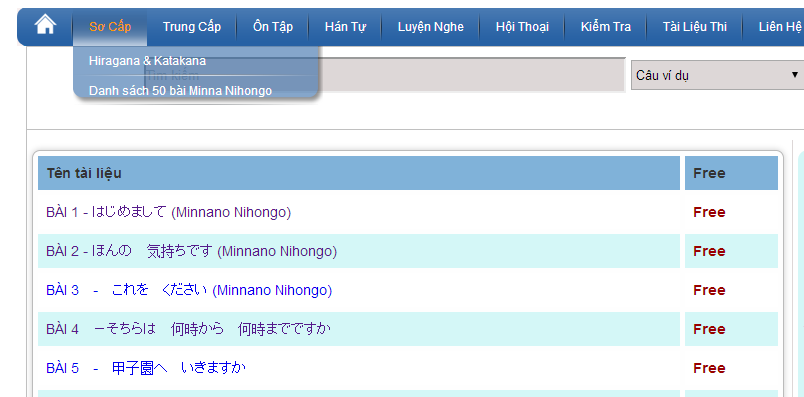 Sơ Cấp Trung Cấp Ôn Tập Hán Tự Luyện Nghe Hội Thoại Kiểm Tra Tài Liệu Thi Liên Hệ
Hiragana & Katakana
Tìm kiếm Câu ví dụ
Danh sách 50 bài Minna Nihongo
Tên tài liệu Free
BÀI 1 - はじめまして (Minnano Nihongo) Free
BÀI 2 - ほんの　気持ちです (Minnano Nihongo) Free
BÀI 3　-　これを　ください (Minnano Nihongo) Free
BÀI 4　－そちらは　何時から　何時までですか Free
BÀI 5　-　甲子園へ　いきますか Free